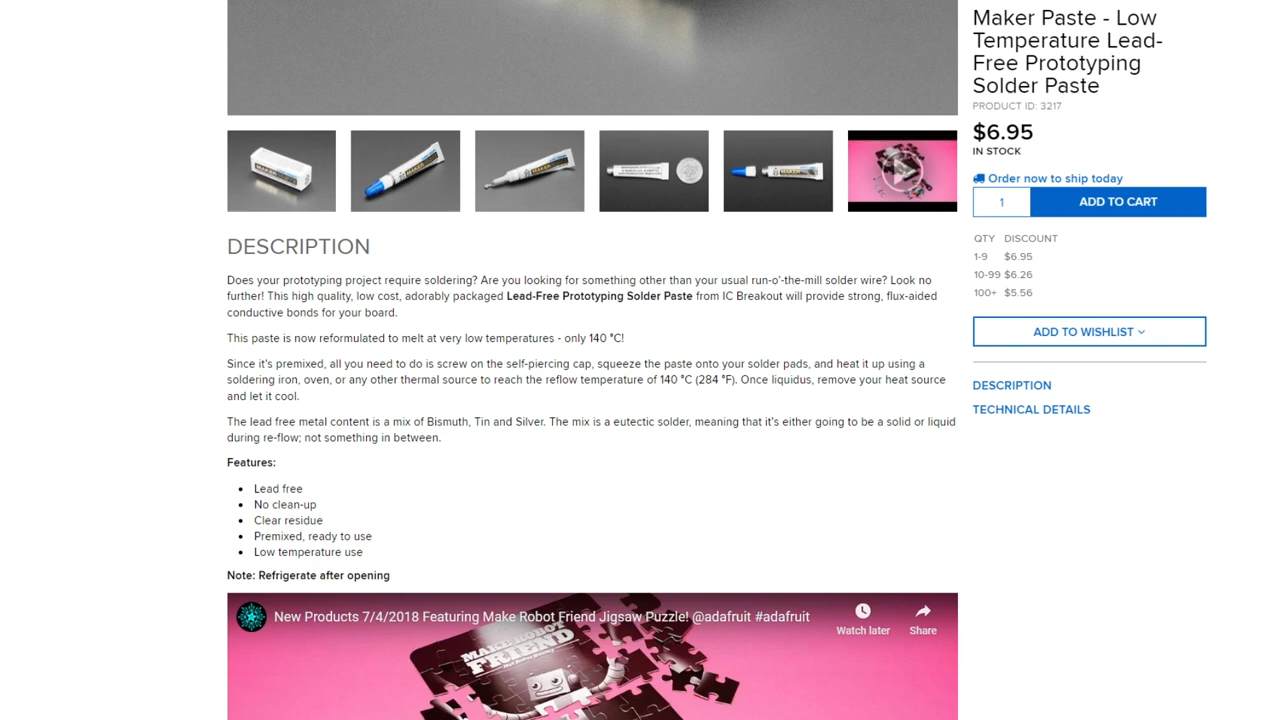 Maker Paste - Low
Temperature Lead-
Free Prototyping
Solder Paste
PRODUCT ID: 3217
$6.95
IN STOCK
Order now to ship today
1
ADD TO CART
QTY DISCOUNT
1-9 $6.95
10-99 $6.26
100+ $5.56
ADD TO WISHLIST
DESCRIPTION
TECHNICAL DETAILS
MAKER
MAKER
MAKER
MAKER
DESCRIPTION
Does your prototyping project require soldering? Are you looking for something other than your usual run-o'-the-mill solder wire? Look no
further! This high quality, low cost, adorably packaged Lead-Free Prototyping Solder Paste from IC Breakout will provide strong, flux-aided
conductive bonds for your board.
This paste is now reformulated to melt at very low temperatures - only 140 °C!
Since it's premixed, all you need to do is screw on the self-piercing cap, squeeze the paste onto your solder pads, and heat it up using a
soldering iron, oven, or any other thermal source to reach the reflow temperature of 140 °C (284 °F). Once liquidus, remove your heat source
and let it cool.
The lead free metal content is a mix of Bismuth, Tin and Silver. The mix is a eutectic solder, meaning that it's either going to be a solid or liquid
during re-flow; not something in between.
Features:
Lead free
No clean-up
Clear residue
Premixed, ready to use
Low temperature use
Note: Refrigerate after opening
New Products 7/4/2018 Featuring Make Robot Friend Jigsaw Puzzle! @adafruit #adafruit
Watch later
Share
MAKE ROBOT
FRIEND